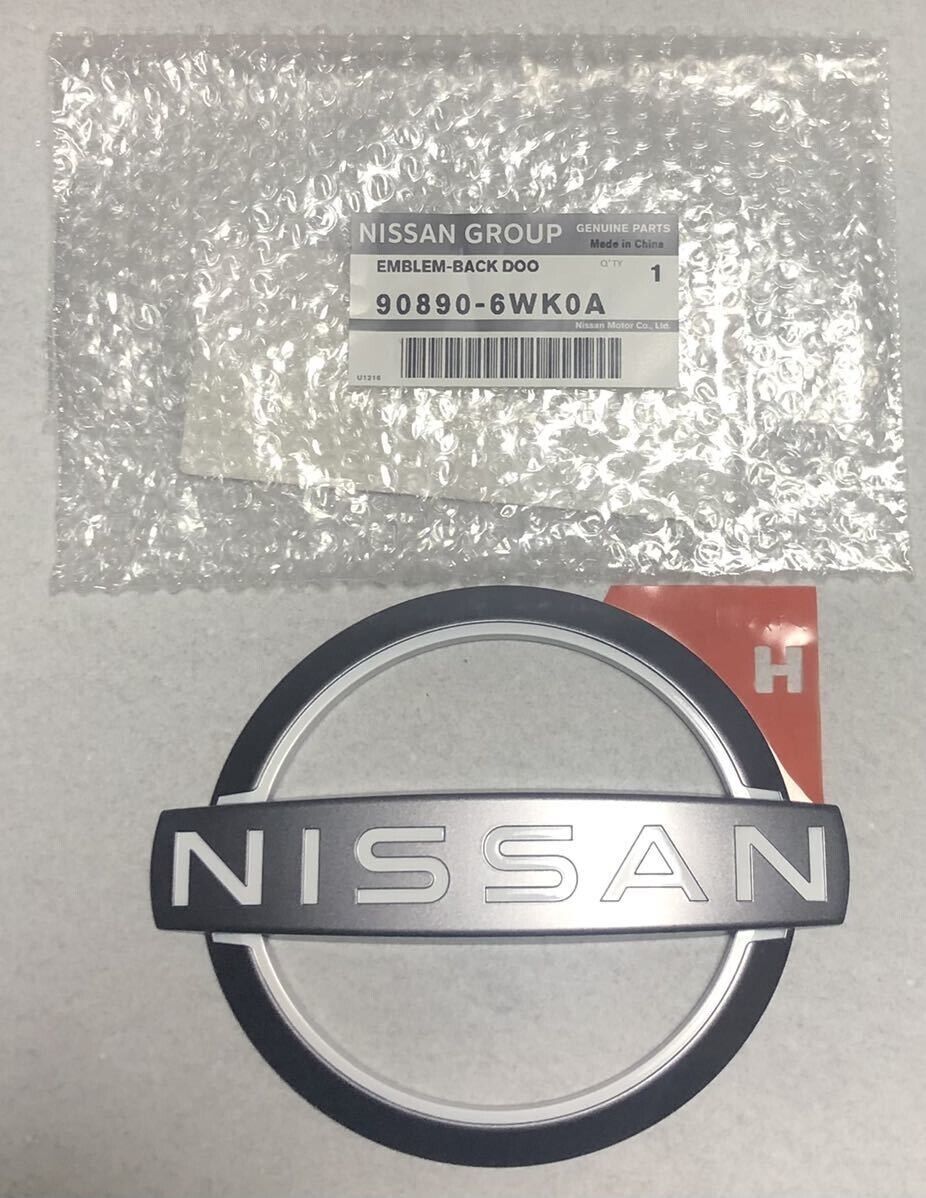 NISSAN GROUP GENUINE PARTS
Made in China
EMBLEM-BACK DOO Q'TY 1
90890-6WK0A
Nissan Motor Co., Ltd.
U1216
H
NISSAN